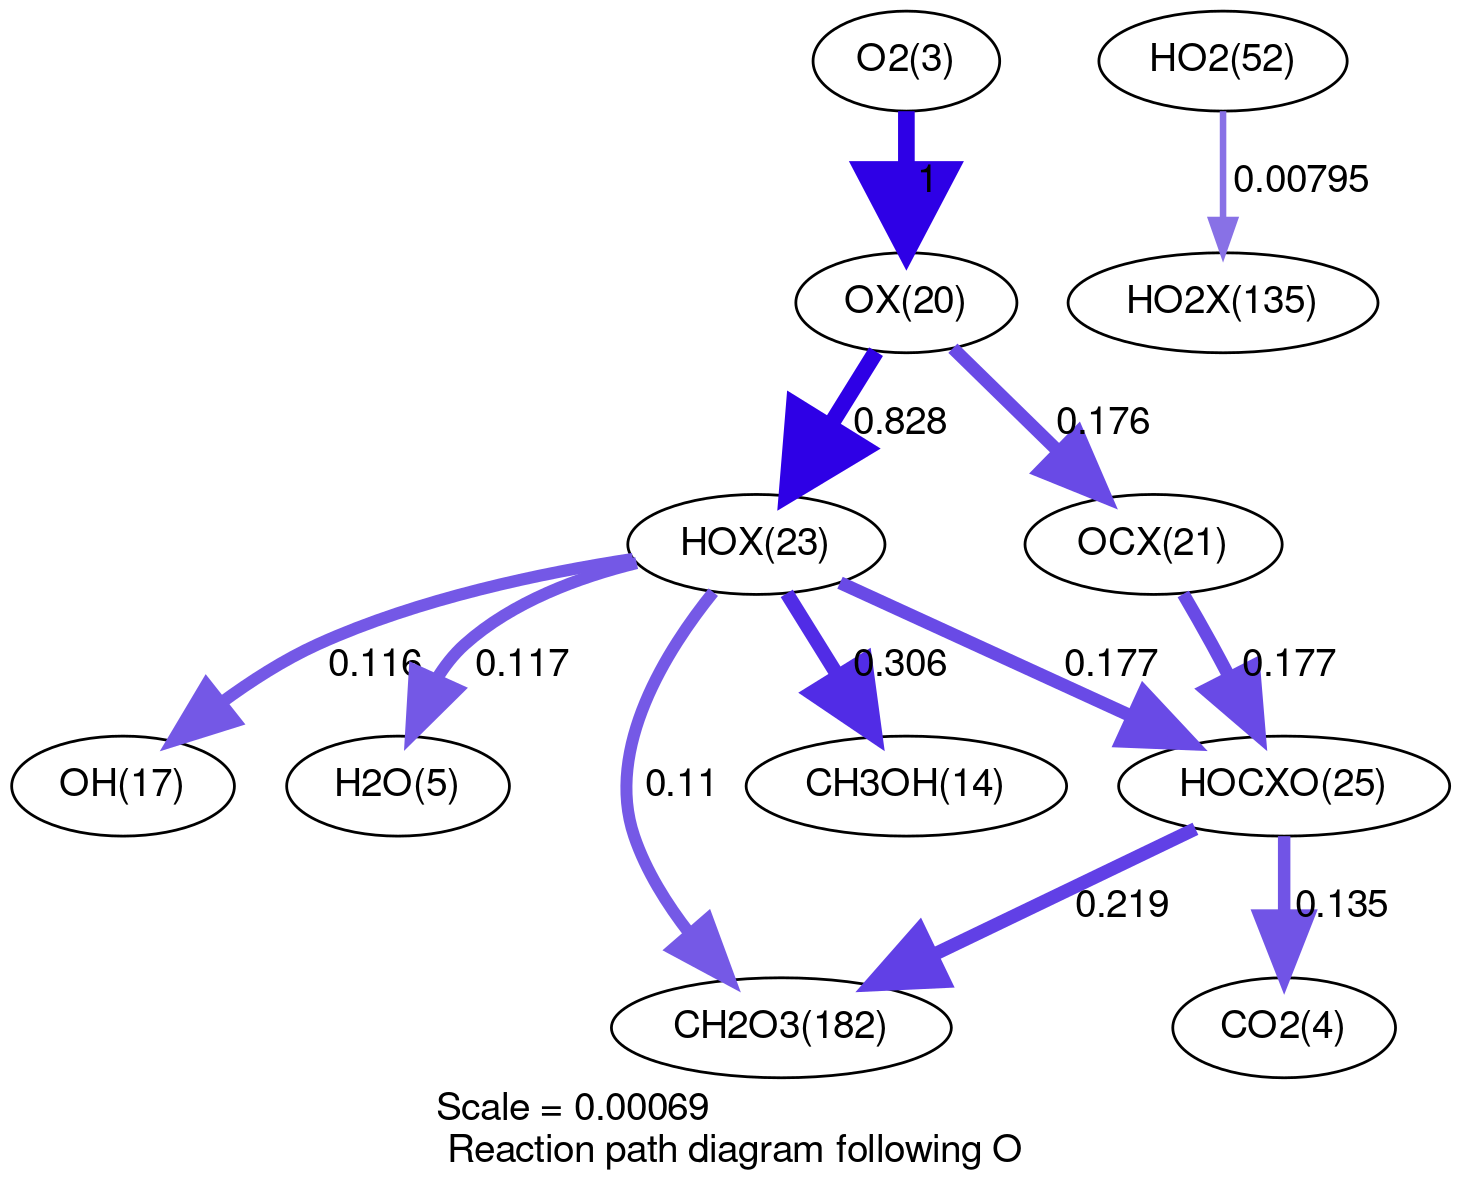 O2(3)
HO2(52)
1
0.00795
OX(20)
HO2X(135)
0.828
0.176
HOX(23)
OCX(21)
0.116
0.117
0.306
0.177
0.177
OH(17)
H2O(5)
0.11
CH3OH(14)
HOCXO(25)
0.219
0.135
CH2O3(182)
CO2(4)
Scale = 0.00069
Reaction path diagram following O